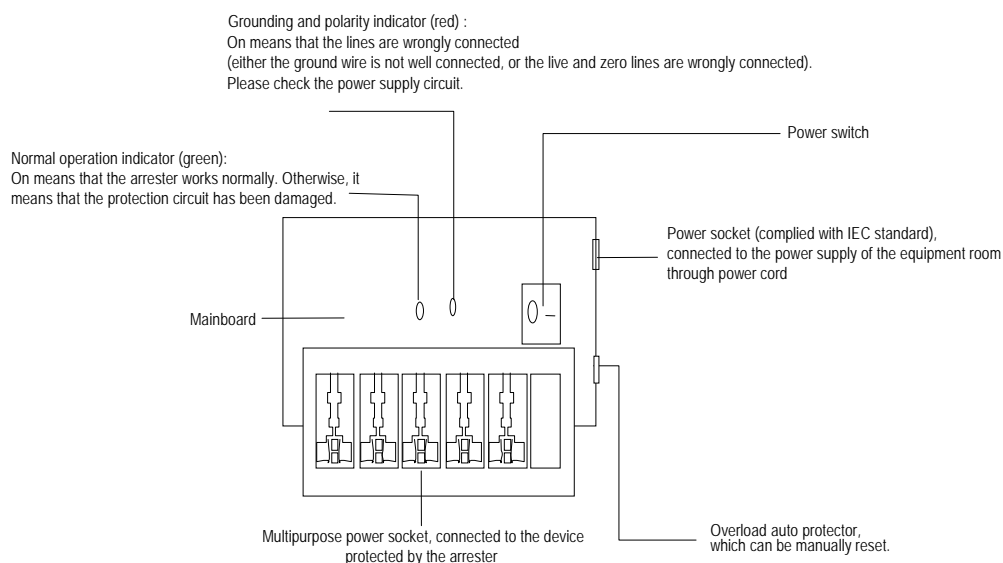 Grounding and polarity indicator (red) :
On means that the lines are wrongly connected
(either the ground wire is not well connected, or the live and zero lines are wrongly connected).
Please check the power supply circuit.
Power switch
Normal operation indicator (green):
On means that the arrester works normally. Otherwise, it
means that the protection circuit has been damaged.
Power socket (complied with IEC standard),
connected to the power supply of the equipment room
through power cord
Mainboard
Multipurpose power socket, connected to the device
protected by the arrester
Overload auto protector,
which can be manually reset.